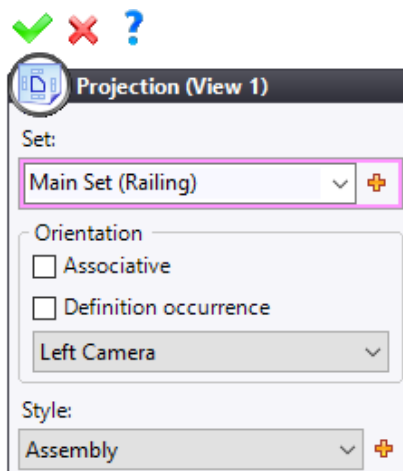 ?
Projection (View 1)
Set:
Main Set (Railing)
Orientation
Associative
Definition occurrence
Left Camera
Style:
Assembly